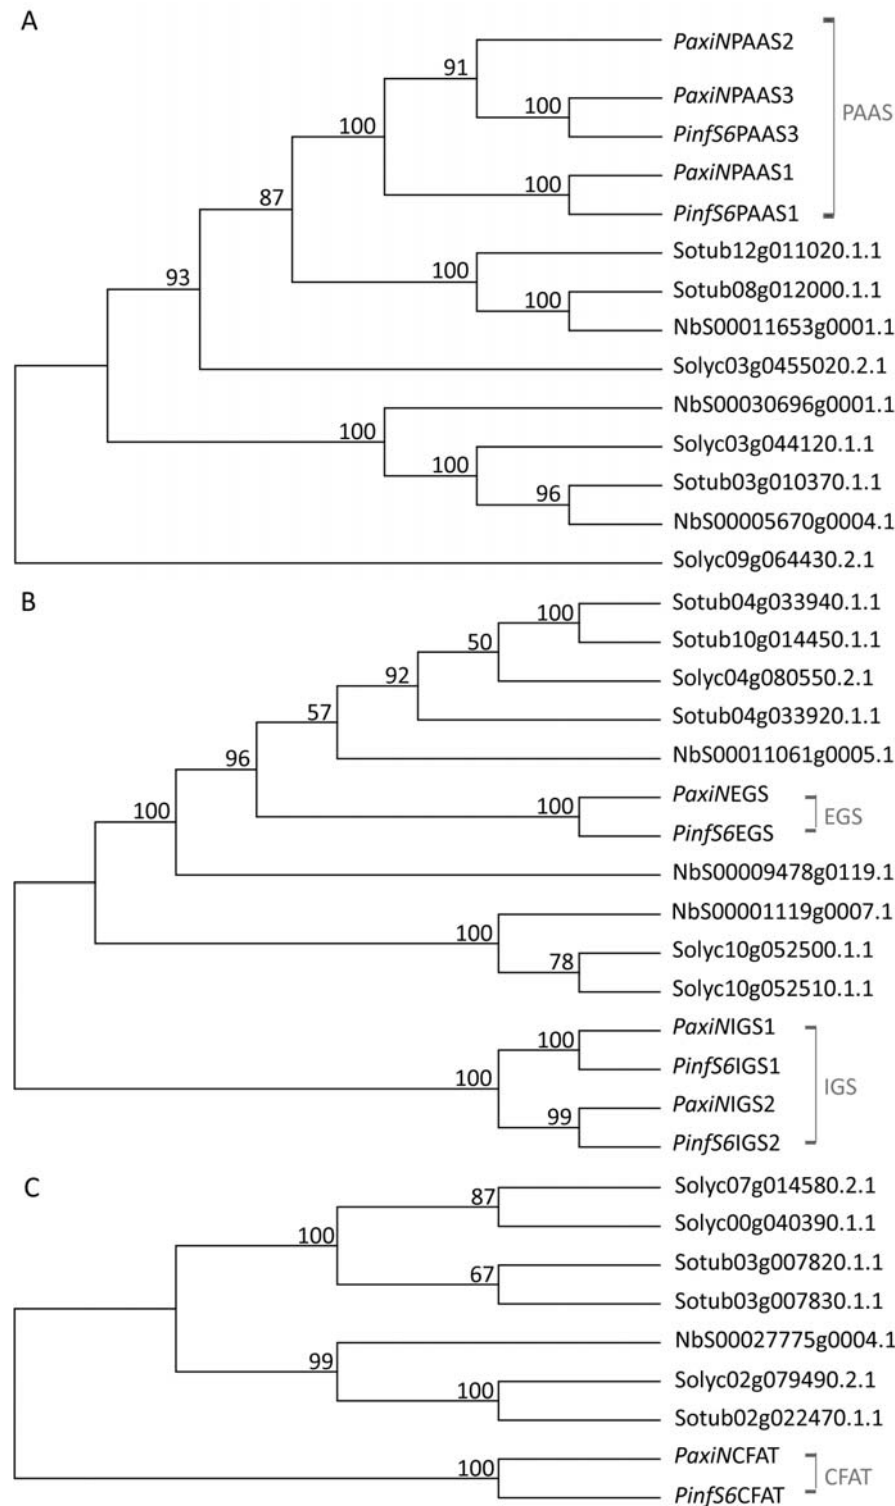 A
PaxiNPAAS2
91
PaxiNPAAS3
100
PAAS
100
PinfS6PAAS3
PaxiNPAAS1
100
87
PinfS6PAAS1
Sotub12g011020.1.1
100
93
Sotub08g012000.1.1
100
NbS00011653g0001.1
Solyc03g0455020.2.1
NbS00030696g0001.1
100
Solyc03g044120.1.1
100
Sotub03g010370.1.1
96
NbS00005670g0004.1
Solyc09g064430.2.1
B
Sotub04g033940.1.1
100
Sotub10g014450.1.1
50
92
Solyc04g080550.2.1
57
Sotub04g033920.1.1
96
NbS00011061g0005.1
PaxiNEGS
100
100
EGS
PinfS6EGS
NbS00009478g0119.1
NbS00001119g0007.1
100
Solyc10g052500.1.1
78
Solyc10g052510.1.1
PaxiNIGS1
100
PinfS6IGS1
100
IGS
PaxiNIGS2
99
PinfS6IGS2
C
Solyc07g014580.2.1
87
Solyc00g040390.1.1
100
Sotub03g007820.1.1
67
Sotub03g007830.1.1
NbS00027775g0004.1
99
Solyc02g079490.2.1
100
Sotub02g022470.1.1
PaxiNCFAT
100
CFAT
PinfS6CFAT